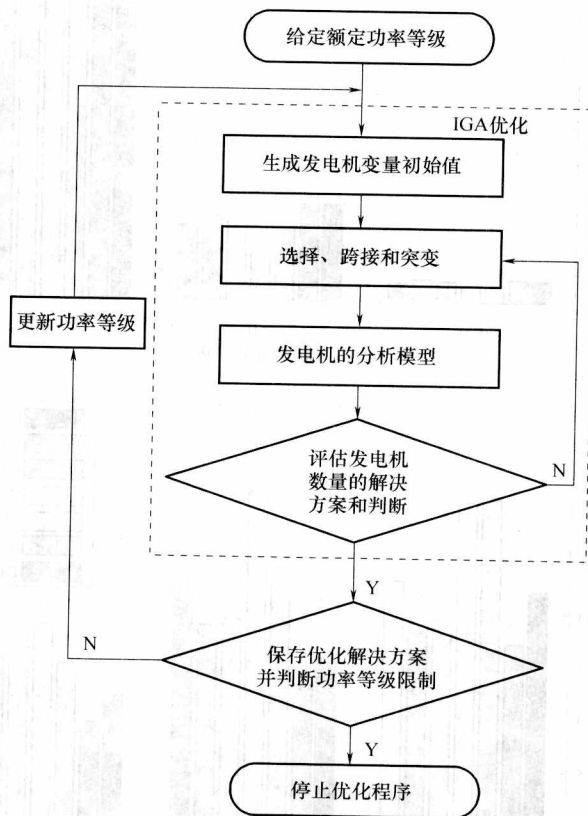 给定额定功率等级
IGA优化
生成发电机变量初始值
选择、跨接和突变
更新功率等级
发电机的分析模型
评估发电机
数量的解决
方案和判断
N
Y
N
保存优化解决方案
并判断功率等级限制
Y
停止优化程序